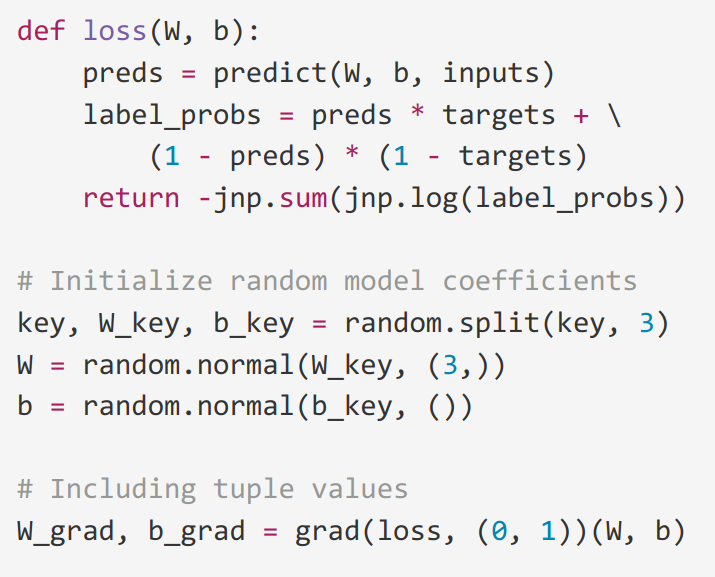 def loss(W, b):
    preds = predict(W, b, inputs)
    label_probs = preds * targets + \
        (1 - preds) * (1 - targets)
    return -jnp.sum(jnp.log(label_probs))

# Initialize random model coefficients
key, W_key, b_key = random.split(key, 3)
W = random.normal(W_key, (3,))
b = random.normal(b_key, ())

# Including tuple values
W_grad, b_grad = grad(loss, (0, 1))(W, b)